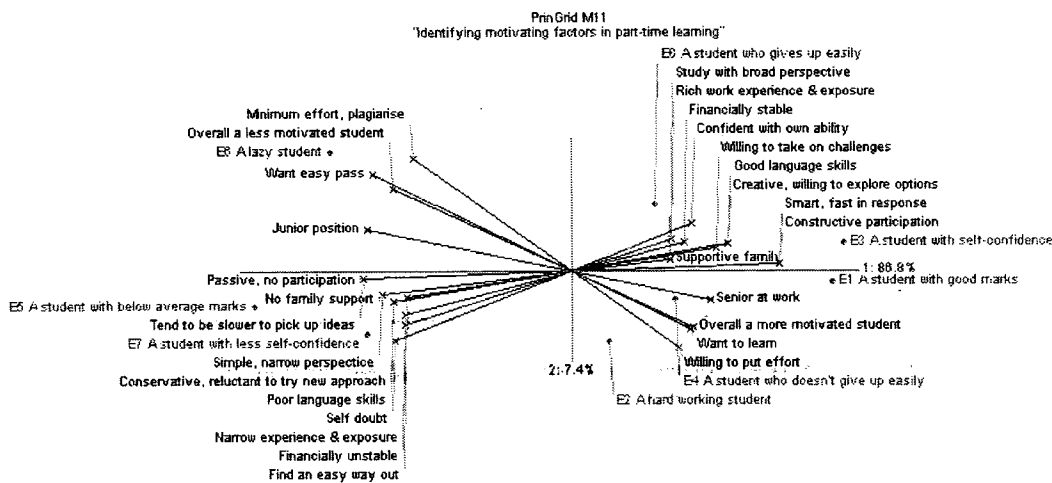 PrinGrid M11
"Identifying motivating factors in part-time learning"
E6 A student who gives up easily
Study with broad perspective
Rich work experience & exposure
Financially stable
Confident with own ability
Willing to take on challenges
Good language skills
Creative, willing to explore options
Smart, fast in response
Constructive participation
E3 A student with self-confidence
Supportive family
1: 86.8%
E1 A student with good marks
Senior at work
Overall a more motivated student
Want to learn
Willing to put effort
E4 A student who doesn't give up easily
E2 A hard working student
2: 7.4%
Minimum effort, plagiarise
Overall a less motivated student
E8 A lazy student
Want easy pass
Junior position
Passive, no participation
No family support
E5 A student with below average marks
Tend to be slower to pick up ideas
E7 A student with less self-confidence
Simple, narrow perspective
Conservative, reluctant to try new approach
Poor language skills
Self doubt
Narrow experience & exposure
Financially unstable
Find an easy way out